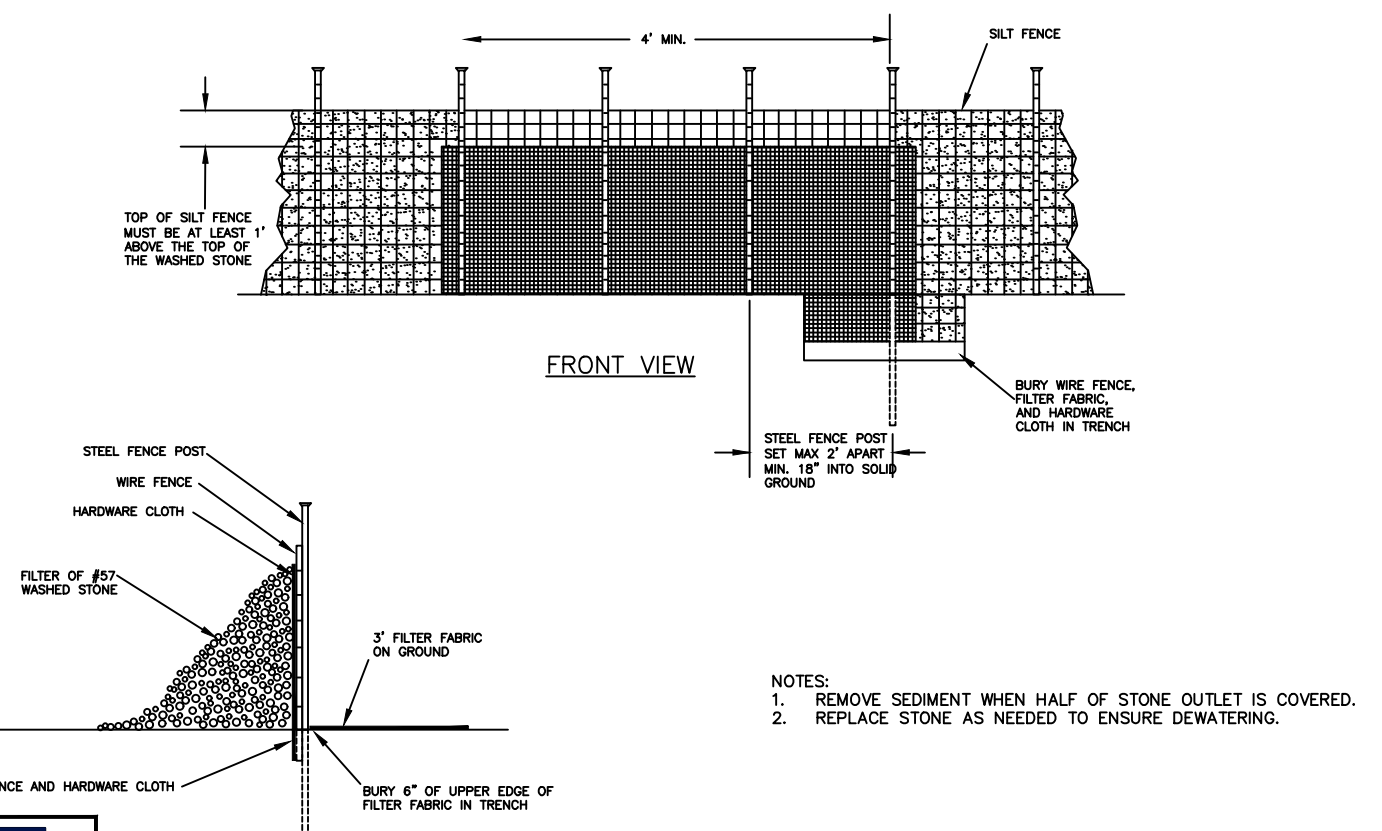 4' MIN.
SILT FENCE
TOP OF SILT FENCE
MUST BE AT LEAST 1'
ABOVE THE TOP OF
THE WASHED STONE
FRONT VIEW
BURY WIRE FENCE,
FILTER FABRIC,
AND HARDWARE
CLOTH IN TRENCH
STEEL FENCE POST
SET MAX 2' APART
MIN. 18" INTO SOLID
GROUND
STEEL FENCE POST
WIRE FENCE
HARDWARE CLOTH
FILTER OF #57
WASHED STONE
3' FILTER FABRIC
ON GROUND
NOTES:
1. REMOVE SEDIMENT WHEN HALF OF STONE OUTLET IS COVERED.
2. REPLACE STONE AS NEEDED TO ENSURE DEWATERING.
AND HARDWARE CLOTH
BURY 6" OF UPPER EDGE OF
FILTER FABRIC IN TRENCH